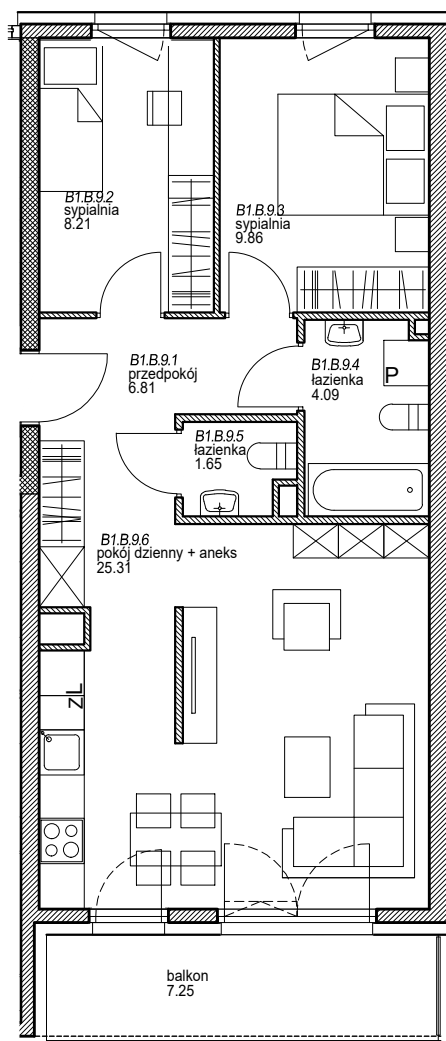 B1.B.9.2
sypialnia
8.21
B1.B.9.3
sypialnia
9.86
B1.B.9.1
przedpokój
6.81
B1.B.9.4
łazienka
4.09
P
B1.B.9.5
łazienka
1.65
B1.B.9.6
pokój dzienny + aneks
25.31
ZL
balkon
7.25